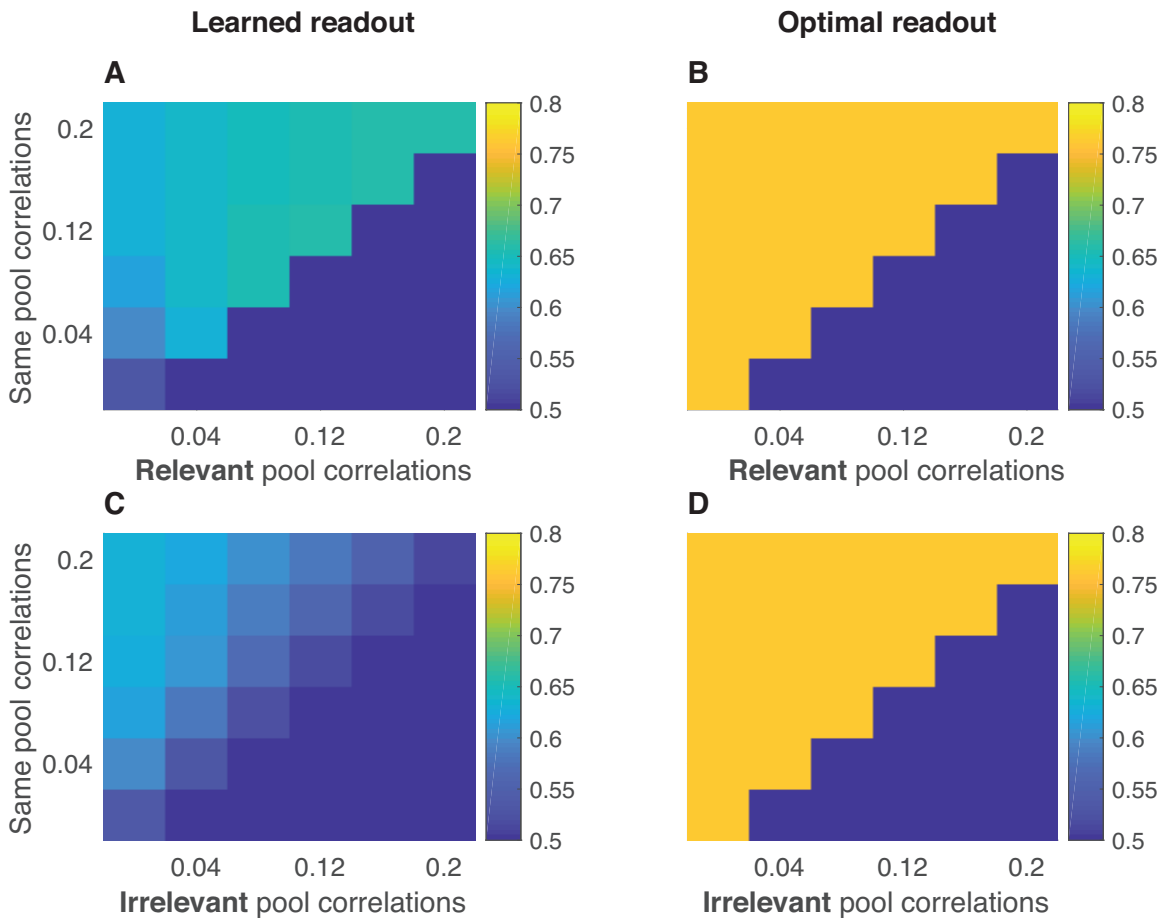 Learned readout
Optimal readout
A
Same pool correlations
0.2
0.12
0.04
0.04 0.12 0.2
Relevant pool correlations
0.8
0.75
0.7
0.65
0.6
0.55
0.5
B
0.04 0.12 0.2
Relevant pool correlations
0.8
0.75
0.7
0.65
0.6
0.55
0.5
C
Same pool correlations
0.2
0.12
0.04
0.04 0.12 0.2
Irrelevant pool correlations
0.8
0.75
0.7
0.65
0.6
0.55
0.5
D
0.04 0.12 0.2
Irrelevant pool correlations
0.8
0.75
0.7
0.65
0.6
0.55
0.5